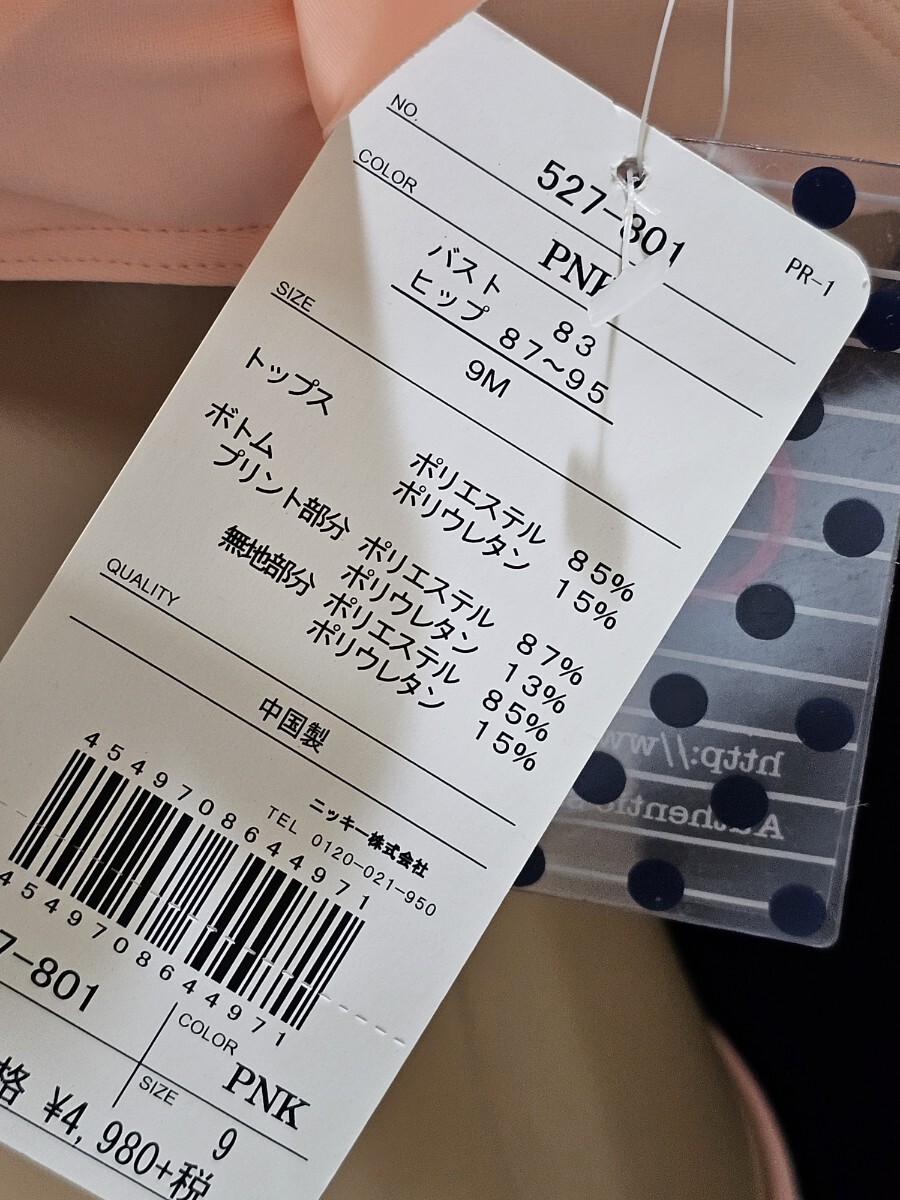 NO. 527-801
PR-1
COLOR PNK
バスト 83
ヒップ 87〜95
SIZE 9M
トップス ポリエステル 85%
ポリウレタン 15%
ボトム
プリント部分 ポリエステル 87%
ポリウレタン 13%
無地部分 ポリエステル 85%
ポリウレタン 15%
QUALITY
中国製
ニッキー株式会社
TEL 0120-021-950
4549708644971
4549708644971
7-801
COLOR PNK
SIZE 9
格 ¥4,980+税
http://ww